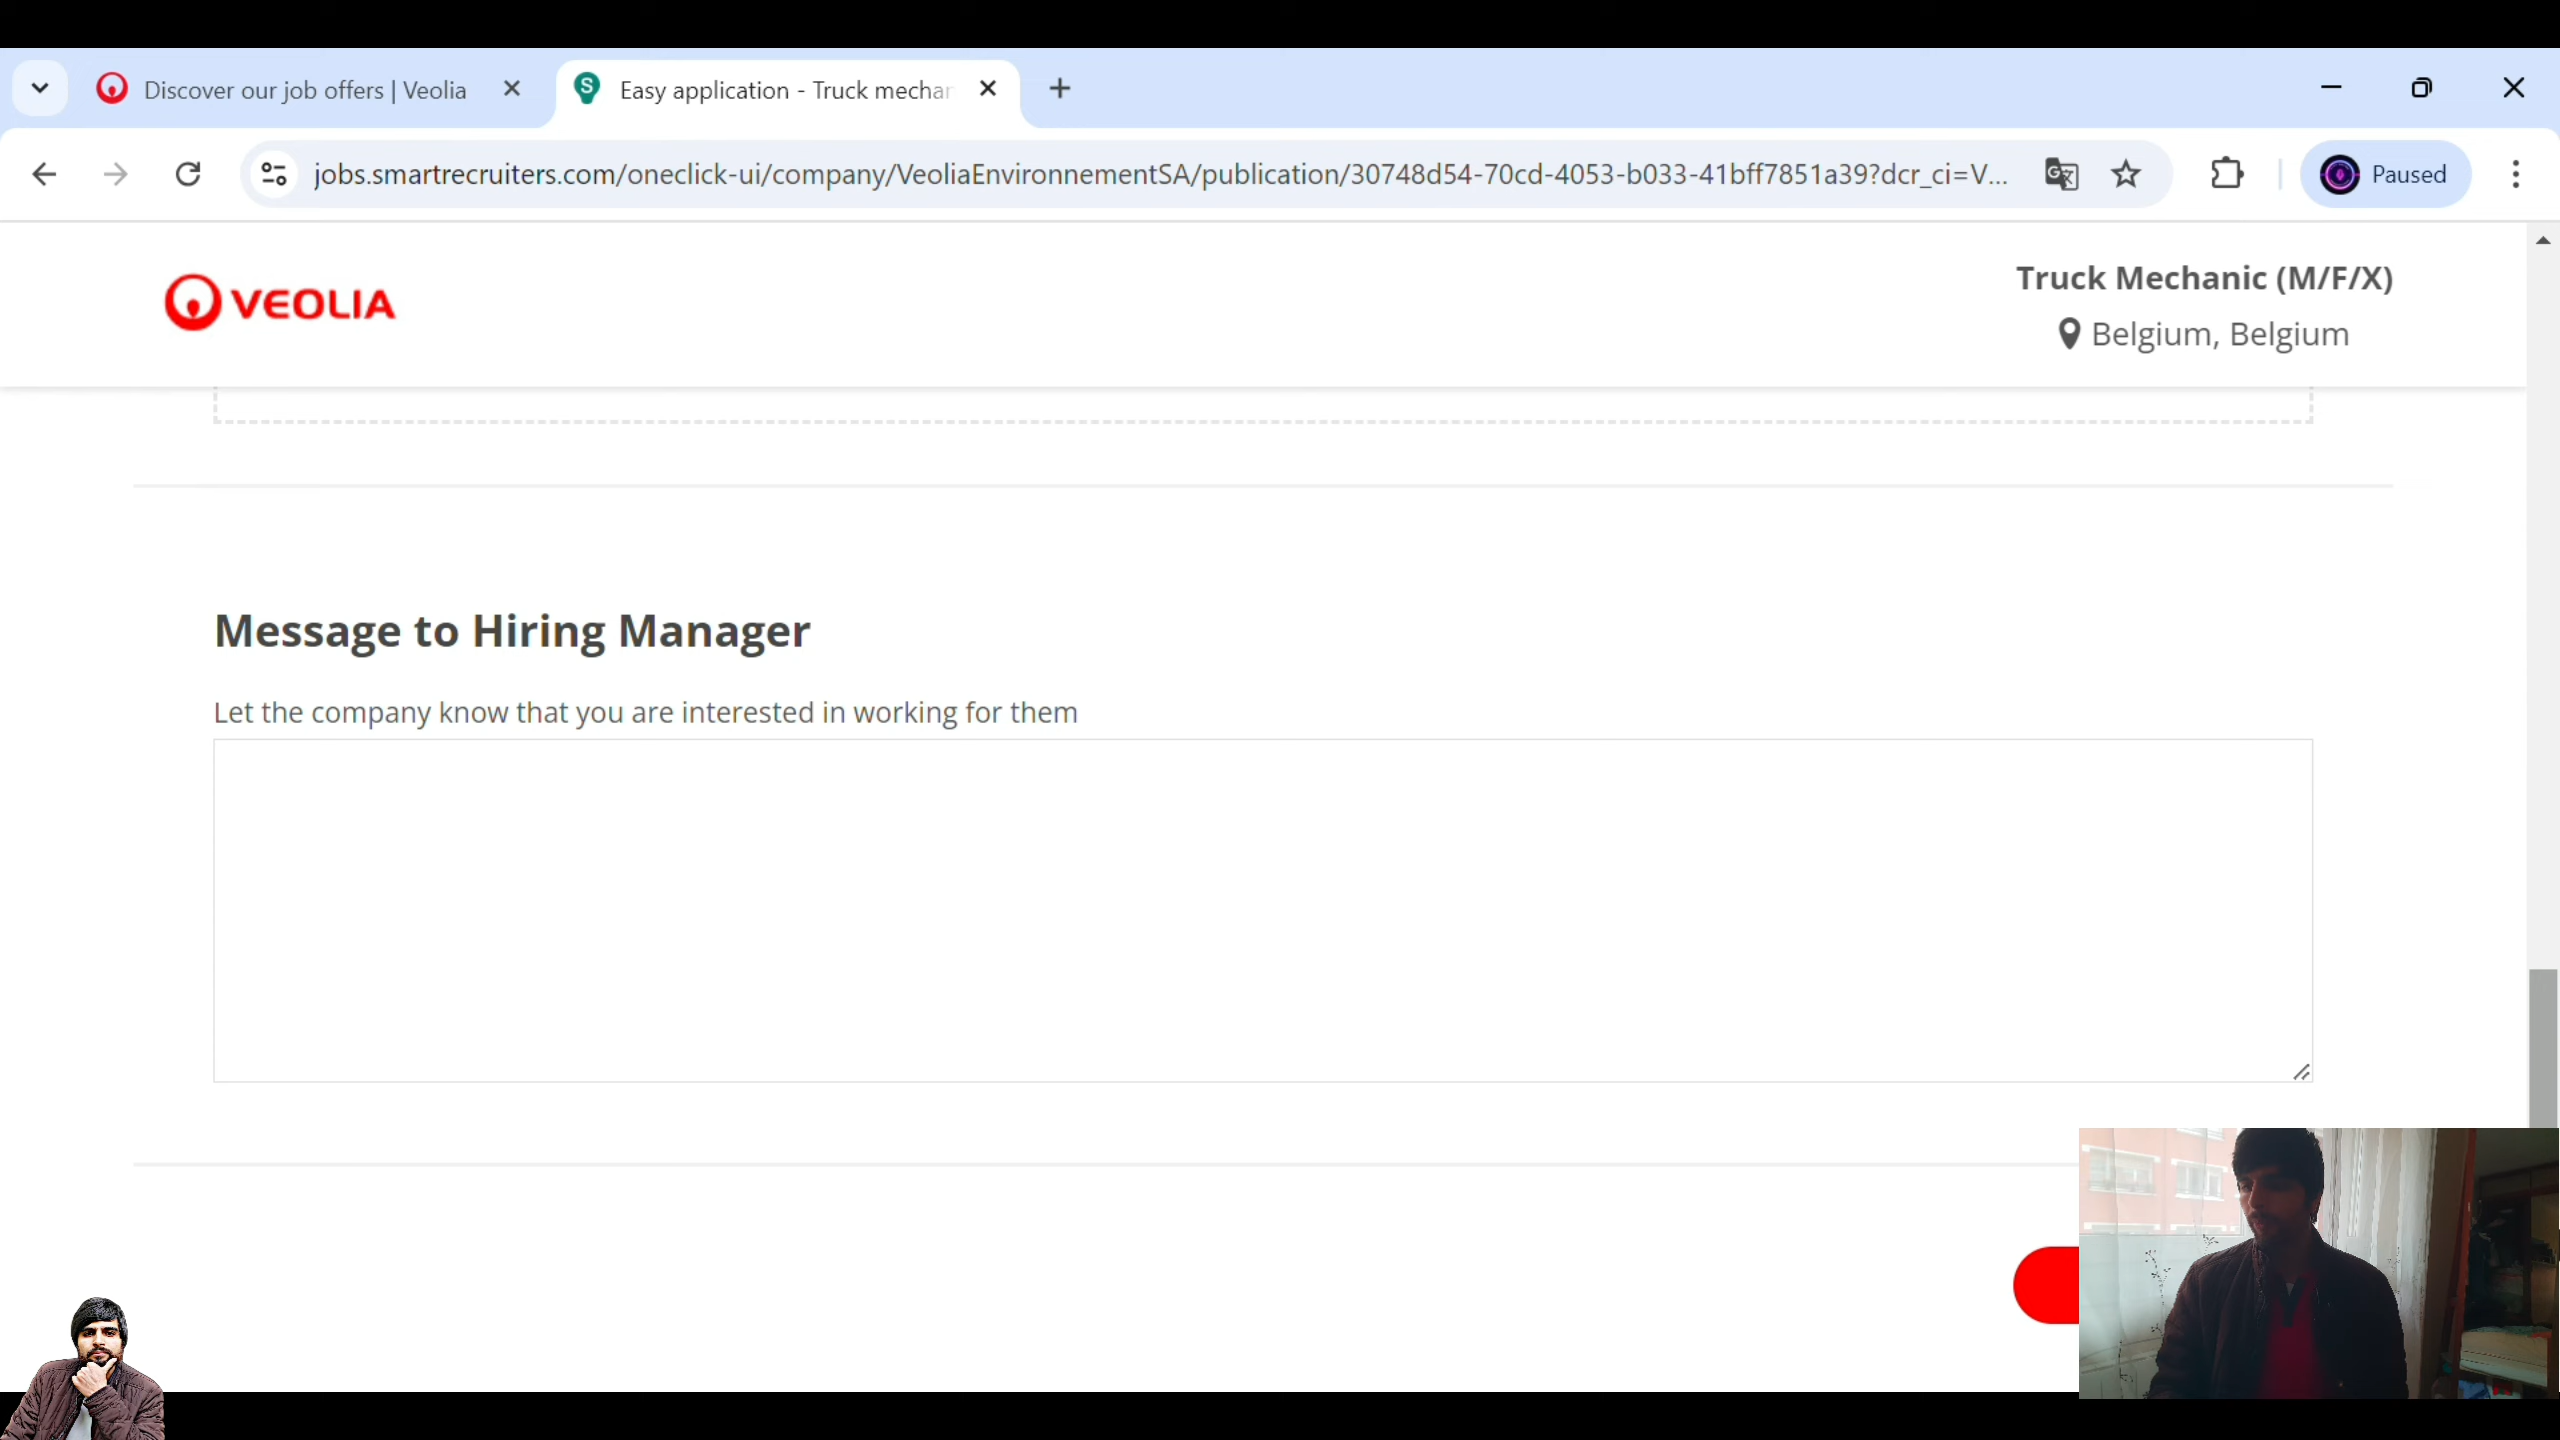 Discover our job offers | Veolia
Easy application - Truck mechan
jobs.smartrecruiters.com/oneclick-ui/company/VeoliaEnvironnementSA/publication/30748d54-70cd-4053-b033-41bff7851a39?dcr_ci=V...
Paused
VEOLIA
Truck Mechanic (M/F/X)
Belgium, Belgium
Message to Hiring Manager
Let the company know that you are interested in working for them